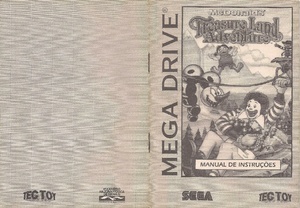 TEC TOY
MEGA DRIVE
McDonald's
Treasure Land
Adventure
MANUAL DE INSTRUÇÕES
SEGA
TEC TOY